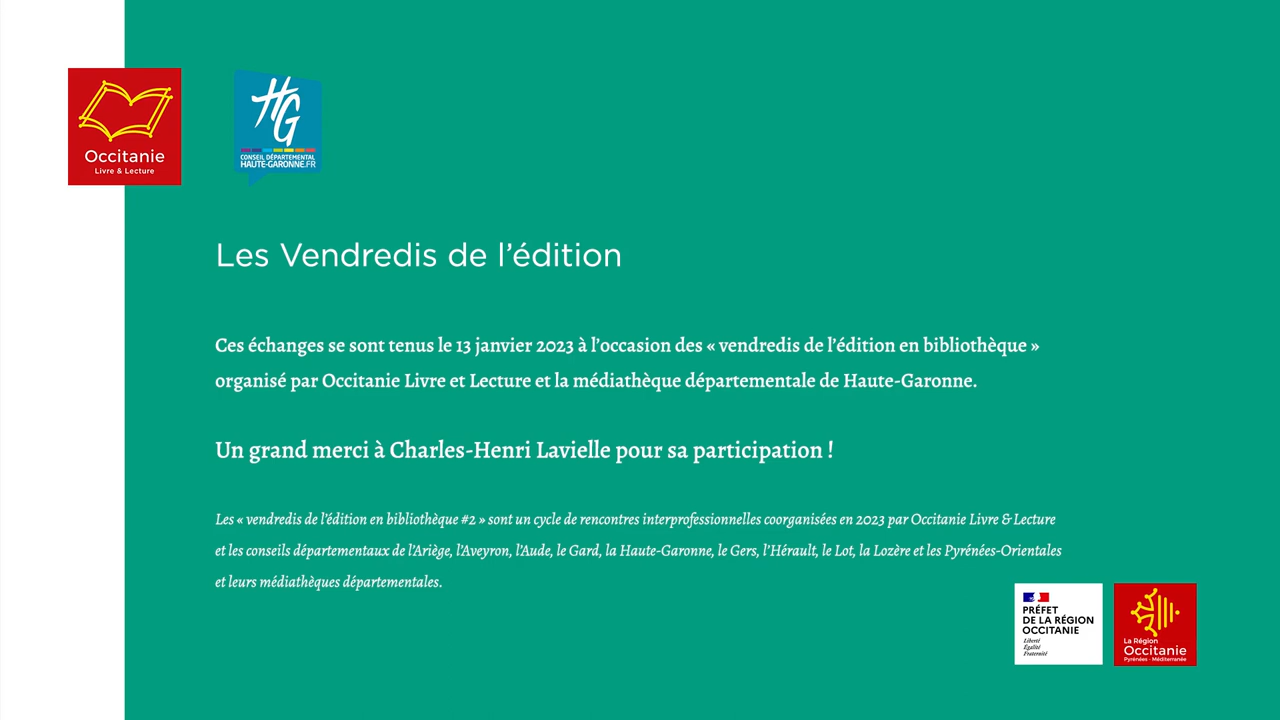 Occitanie
Livre & Lecture
HG
CONSEIL DÉPARTEMENTAL
HAUTE-GARONNE.FR
Les Vendredis de l’édition
Ces échanges se sont tenus le 13 janvier 2023 à l’occasion des « vendredis de l’édition en bibliothèque »
organisé par Occitanie Livre et Lecture et la médiathèque départementale de Haute-Garonne.
Un grand merci à Charles-Henri Lavielle pour sa participation !
Les « vendredis de l’édition en bibliothèque #2 » sont un cycle de rencontres interprofessionnelles coorganisées en 2023 par Occitanie Livre & Lecture
et les conseils départementaux de l’Ariège, l’Aveyron, l’Aude, le Gard, la Haute-Garonne, le Gers, l’Hérault, le Lot, la Lozère et les Pyrénées-Orientales
et leurs médiathèques départementales.
PRÉFET
DE LA RÉGION
OCCITANIE
Liberté
Égalité
Fraternité
La Région
Occitanie
Pyrénées - Méditerranée